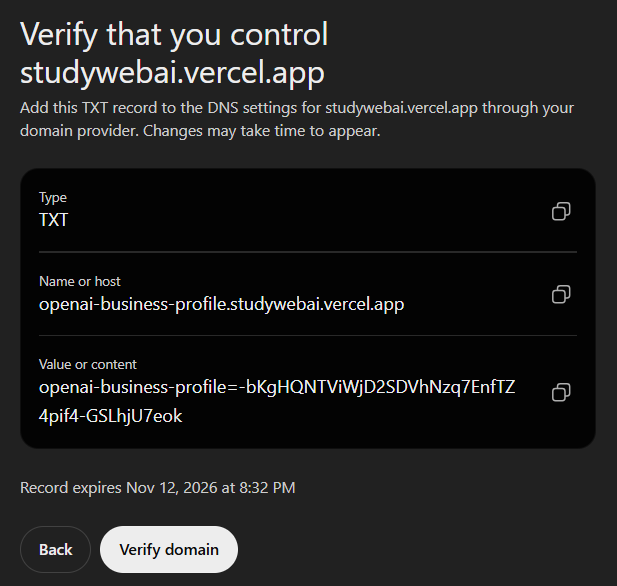 Verify that you control
studywebai.vercel.app
Add this TXT record to the DNS settings for studywebai.vercel.app through your
domain provider. Changes may take time to appear.
Type
TXT
Name or host
openai-business-profile.studywebai.vercel.app
Value or content
openai-business-profile=-bKgHQNTViWjD2SDVhNzq7EnfTZ
4pif4-GSLhjU7eok
Record expires Nov 12, 2026 at 8:32 PM
Back
Verify domain